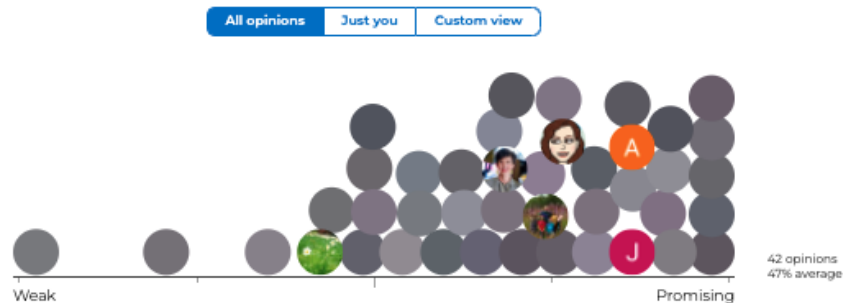 All opinions
Just you
Custom view
A
J
42 opinions
47% average
Weak
Promising